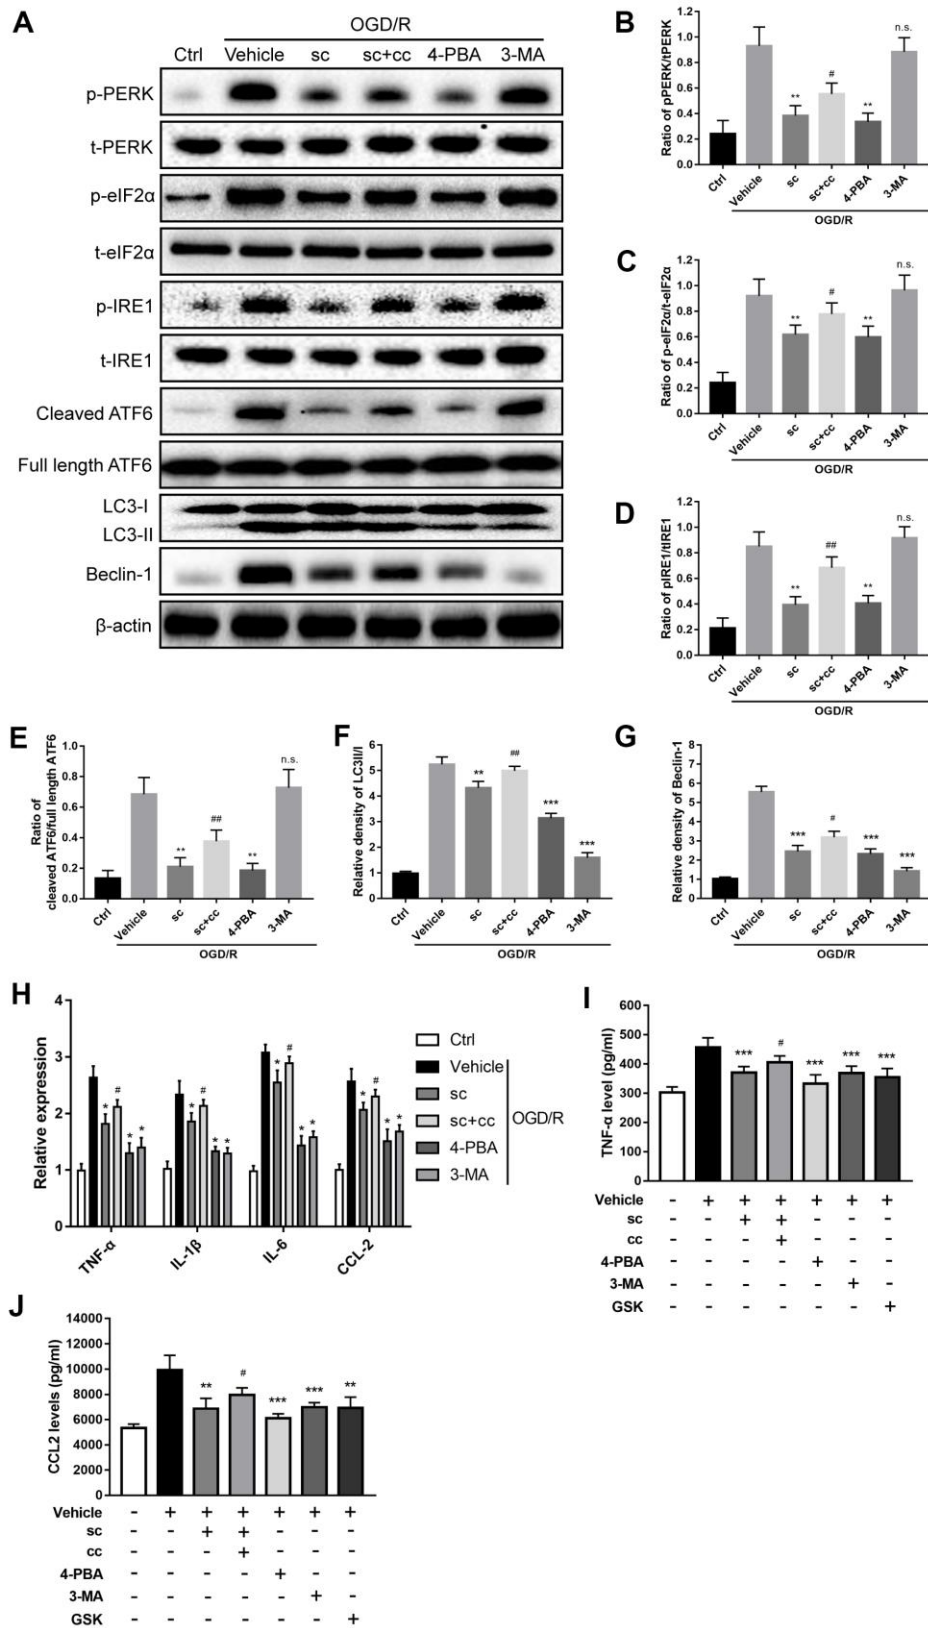 A
OGD/R
Ctrl Vehicle sc sc+cc 4-PBA 3-MA
p-PERK
t-PERK
p-eIF2α
t-eIF2α
p-IRE1
t-IRE1
Cleaved ATF6
Full length ATF6
LC3-I
LC3-II
Beclin-1
β-actin
B
Ratio of pPERK/tPERK
1.2
1.0
0.8
0.6
0.4
0.2
0.0
** # ** n.s.
Ctrl Vehicle sc sc+cc 4-PBA 3-MA
OGD/R
C
Ratio of p-eIF2α/t-eIF2α
1.2
1.0
0.8
0.6
0.4
0.2
0.0
** # ** n.s.
Ctrl Vehicle sc sc+cc 4-PBA 3-MA
OGD/R
D
Ratio of pIRE1/tIRE1
1.2
1.0
0.8
0.6
0.4
0.2
0.0
** ## ** n.s.
Ctrl Vehicle sc sc+cc 4-PBA 3-MA
OGD/R
E
Ratio of
cleaved ATF6/full length ATF6
1.0
0.8
0.6
0.4
0.2
0.0
** ## ** n.s.
Ctrl Vehicle sc sc+cc 4-PBA 3-MA
OGD/R
F
Relative density of LC3II/I
6
5
4
3
2
1
0
** ## *** ***
Ctrl Vehicle sc sc+cc 4-PBA 3-MA
OGD/R
G
Relative density of Beclin-1
8
7
6
5
4
3
2
1
0
*** # *** ***
Ctrl Vehicle sc sc+cc 4-PBA 3-MA
OGD/R
H
Relative expression
4
3
2
1
0
* # * * * # * * * # * * * # * *
TNF-α IL-1β IL-6 CCL-2
Ctrl
Vehicle
sc
sc+cc
4-PBA
3-MA
OGD/R
I
TNF-α level (pg/ml)
600
500
400
300
200
100
0
*** # *** *** ***
Vehicle - + + + + + +
sc - - + + - - -
cc - - - + - - -
4-PBA - - - - + - -
3-MA - - - - - + -
GSK - - - - - - +
J
CCL2 levels (pg/ml)
14000
12000
10000
8000
6000
4000
2000
0
** # *** *** **
Vehicle - + + + + + +
sc - - + + - - -
cc - - - + - - -
4-PBA - - - - + - -
3-MA - - - - - + -
GSK - - - - - - +